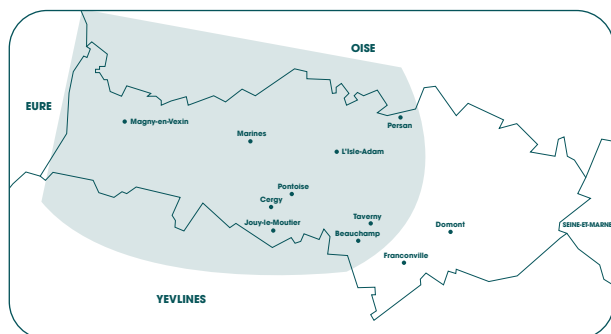 OISE
EURE
Magny-en-Vexin
Persan
Marines
L'Isle-Adam
Pontoise
Cergy
Taverny
Jouy-le-Moutier
Domont
SEINE-ET-MARNE
Beauchamp
Franconville
YEVLINES